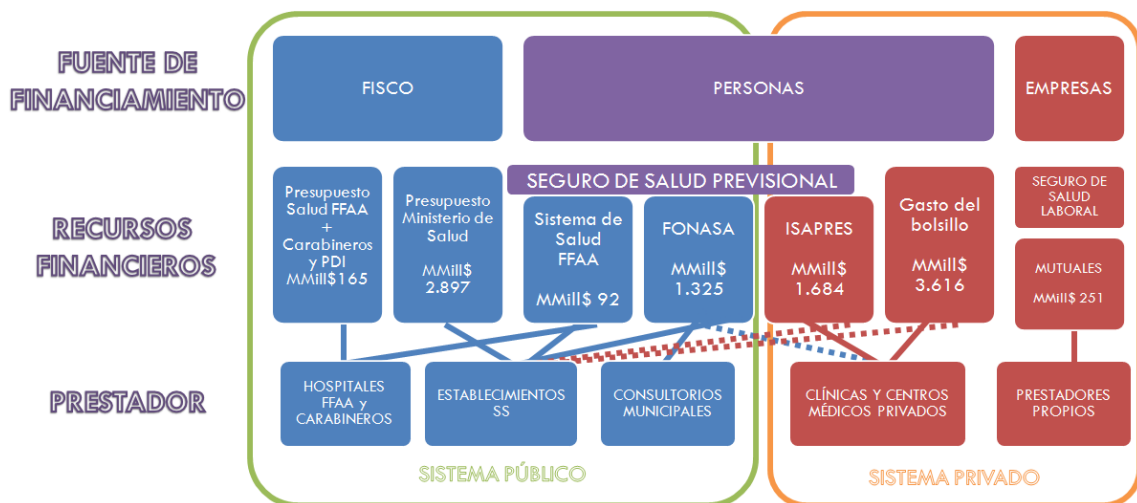 FUENTE DE
FINANCIAMIENTO
FISCO
PERSONAS
EMPRESAS
RECURSOS
FINANCIEROS
Presupuesto
Salud FFAA
+
Carabineros
y PDI
MMill$165
Presupuesto
Ministerio de
Salud
MMill$
2.897
SEGURO DE SALUD PREVISIONAL
Sistema de
Salud
FFAA
MMill$ 92
FONASA
MMill$
1.325
ISAPRES
MMill$
1.684
Gasto del
bolsillo
MMill$
3.616
SEGURO DE
SALUD
LABORAL
MUTUALES
MMill$ 251
PRESTADOR
HOSPITALES
FFAA y
CARABINEROS
ESTABLECIMIENTOS
SS
CONSULTORIOS
MUNICIPALES
CLÍNICAS Y CENTROS
MÉDICOS PRIVADOS
PRESTADORES
PROPIOS
SISTEMA PÚBLICO
SISTEMA PRIVADO